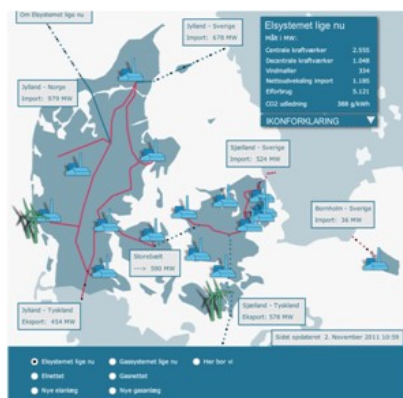 Om Elsystemet lige nu
Jylland - Sverige
Import: 678 MW
Elsystemet lige nu
Målt i MW:
Centrale kraftværker 2.555
Decentrale kraftværker 1.048
Vindmøller 334
Nettoudveksling import 1.185
Elforbrug 5.121
CO2 udledning 388 g/kWh
IKONFORKLARING
Jylland - Norge
Import: 979 MW
Sjælland - Sverige
Import: 524 MW
Bornholm - Sverige
Import: 36 MW
Storebælt
---> 590 MW
Jylland - Tyskland
Eksport: 454 MW
Sjælland - Tyskland
Eksport: 578 MW
Sidst opdateret 2. November 2011 10:59
Elsystemet lige nu
Gassystemet lige nu
Her bor vi
Elnettet
Gasnettet
Nye elanlæg
Nye gasanlæg